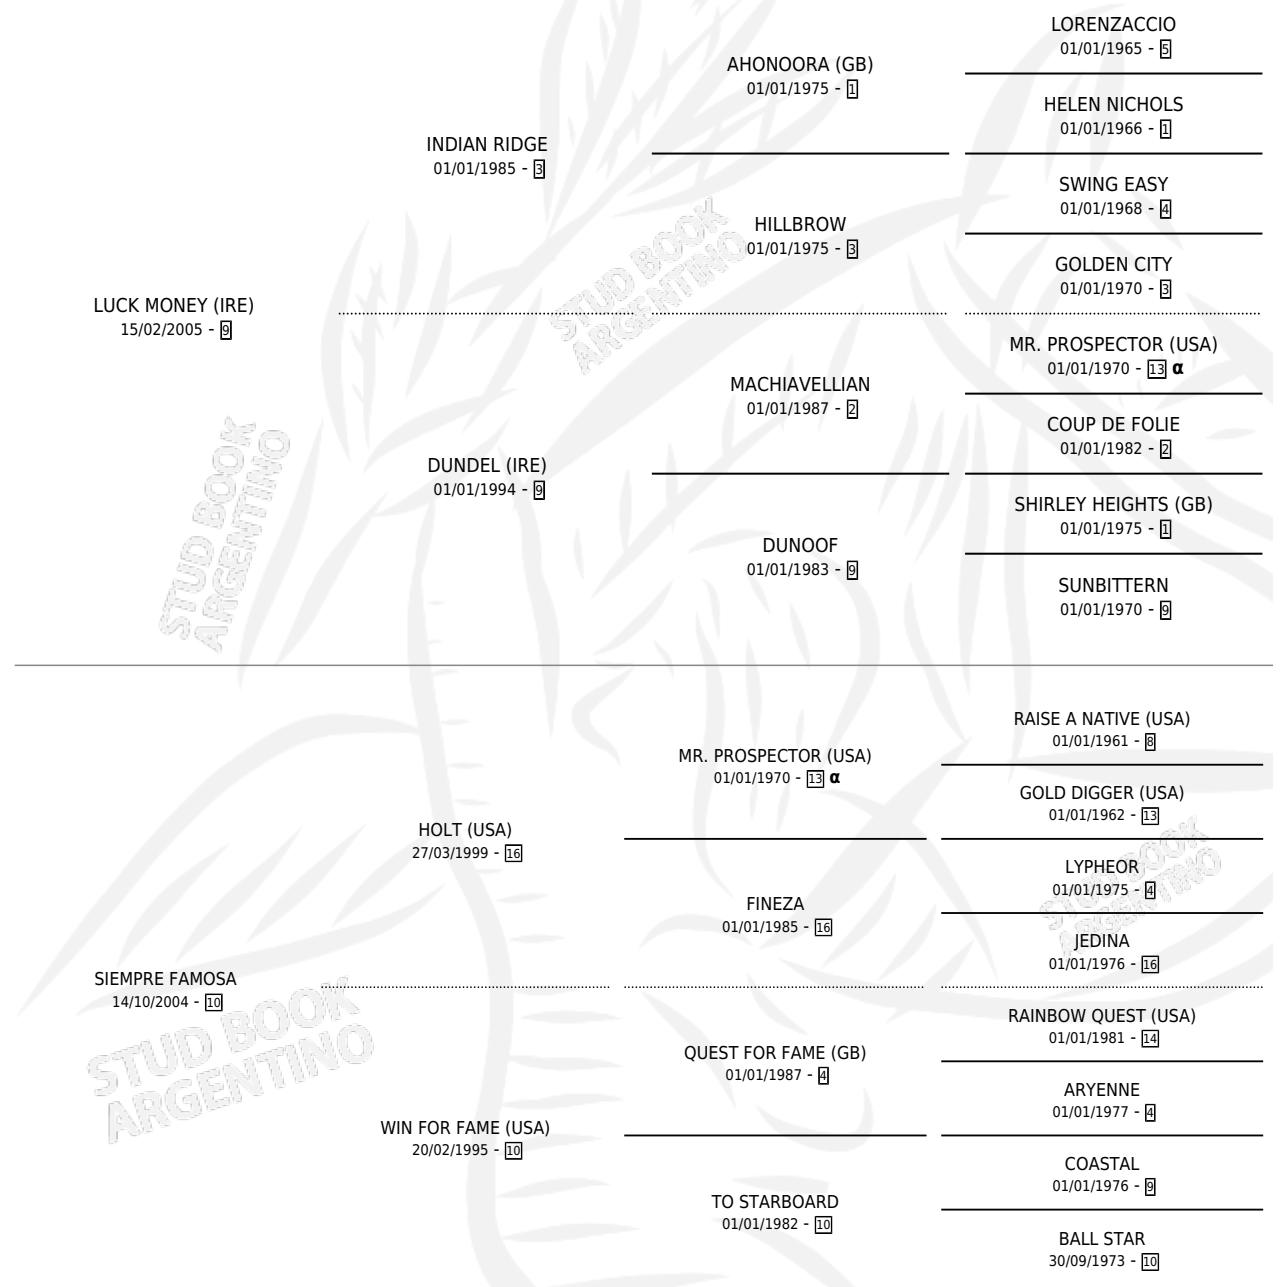 LORENZACCIO
01/01/1965 - 5
AHONOORA (GB)
01/01/1975 - 1
HELEN NICHOLS
01/01/1966 - 1
INDIAN RIDGE
01/01/1985 - 3
SWING EASY
01/01/1968 - 4
HILLBROW
01/01/1975 - 3
GOLDEN CITY
01/01/1970 - 3
LUCK MONEY (IRE)
15/02/2005 - 9
MR. PROSPECTOR (USA)
01/01/1970 - 13 α
MACHIAVELLIAN
01/01/1987 - 2
COUP DE FOLIE
01/01/1982 - 2
DUNDEL (IRE)
01/01/1994 - 9
SHIRLEY HEIGHTS (GB)
01/01/1975 - 1
DUNOOF
01/01/1983 - 9
SUNBITTERN
01/01/1970 - 9
RAISE A NATIVE (USA)
01/01/1961 - 8
MR. PROSPECTOR (USA)
01/01/1970 - 13 α
GOLD DIGGER (USA)
01/01/1962 - 13
HOLT (USA)
27/03/1999 - 16
LYPHEOR
01/01/1975 - 4
FINEZA
01/01/1985 - 16
JEDINA
01/01/1976 - 16
SIEMPRE FAMOSA
14/10/2004 - 10
RAINBOW QUEST (USA)
01/01/1981 - 14
QUEST FOR FAME (GB)
01/01/1987 - 4
ARYENNE
01/01/1977 - 4
WIN FOR FAME (USA)
20/02/1995 - 10
COASTAL
01/01/1976 - 9
TO STARBOARD
01/01/1982 - 10
BALL STAR
30/09/1973 - 10
STUD BOOK
ARGENTINO
STUD BOOK
ARGENTINO
STUD BOOK
ARGENTINO
STUD BOOK
ARGENTINO